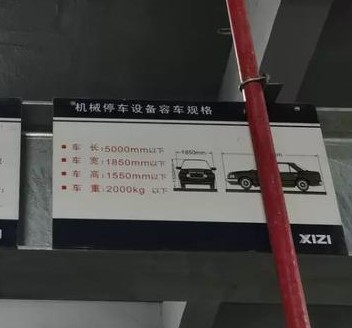 机械停车设备容车规格
车 长:5000mm以下
车 宽:1850mm以下
车 高:1550mm以下
车 重:2000kg 以下
1850mm
XIZI